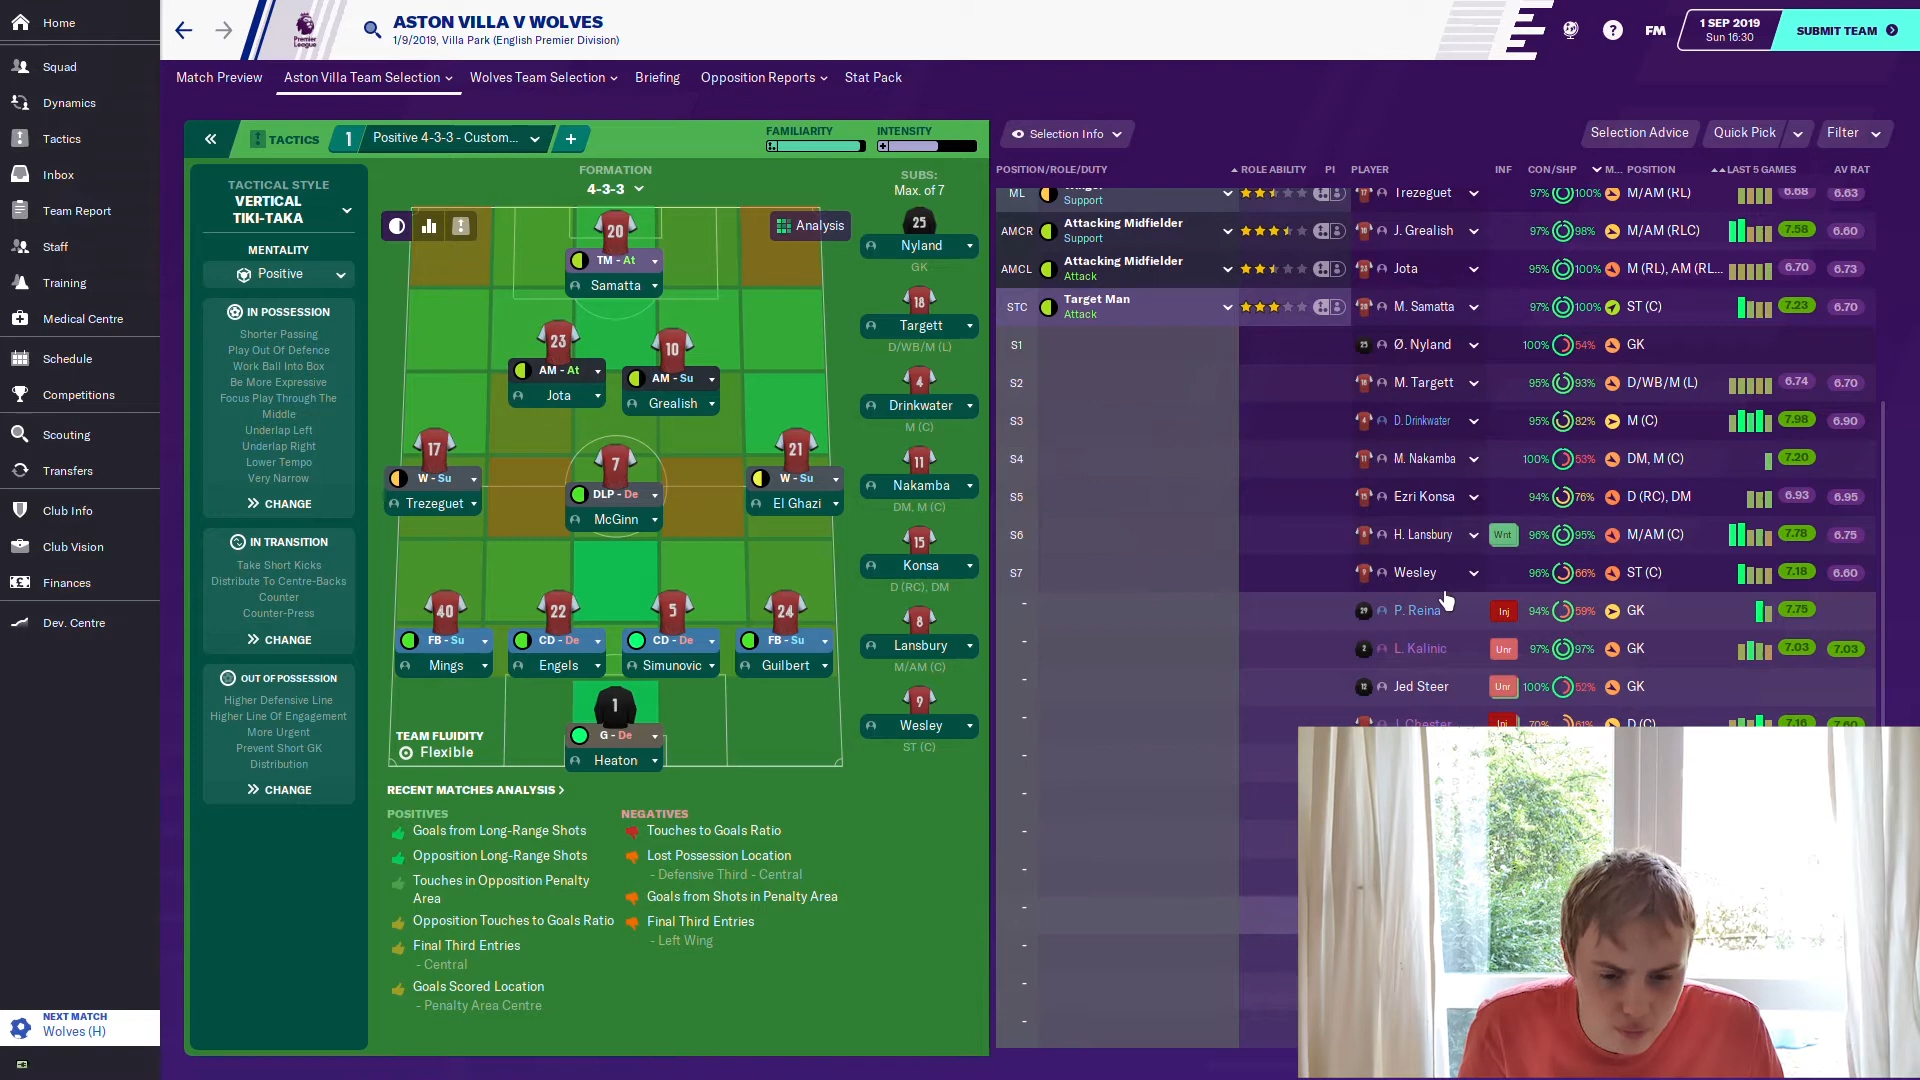 Home
Squad
Dynamics
Tactics
Inbox
Team Report
Staff
Training
Medical Centre
Schedule
Competitions
Scouting
Transfers
Club Info
Club Vision
Finances
Dev. Centre
NEXT MATCH
Wolves (H)
Premier League
ASTON VILLA V WOLVES
1/9/2019, Villa Park (English Premier Division)
FM
1 SEP 2019
Sun 16:30
SUBMIT TEAM
Match Preview
Aston Villa Team Selection
Wolves Team Selection
Briefing
Opposition Reports
Stat Pack
TACTICS
1
Positive 4-3-3 - Custom...
FAMILIARITY
INTENSITY
TACTICAL STYLE
VERTICAL
TIKI-TAKA
MENTALITY
Positive
IN POSSESSION
Shorter Passing
Play Out Of Defence
Work Ball Into Box
Be More Expressive
Focus Play Through The
Middle
Underlap Left
Underlap Right
Lower Tempo
Very Narrow
CHANGE
IN TRANSITION
Take Short Kicks
Distribute To Centre-Backs
Counter
Counter-Press
CHANGE
OUT OF POSSESSION
Higher Defensive Line
Higher Line Of Engagement
More Urgent
Prevent Short GK
Distribution
CHANGE
FORMATION
4-3-3
Analysis
20
TM - At
Samatta
23
AM - At
Jota
10
AM - Su
Grealish
17
W - Su
Trezeguet
7
DLP - De
McGinn
21
W - Su
El Ghazi
40
FB - Su
Mings
22
CD - De
Engels
5
CD - De
Simunovic
24
FB - Su
Guilbert
1
G - De
Heaton
TEAM FLUIDITY
Flexible
SUBS:
Max. of 7
25
Nyland
GK
18
Targett
D/WB/M (L)
4
Drinkwater
M (C)
11
Nakamba
DM, M (C)
15
Konsa
D (RC), DM
8
Lansbury
M/AM (C)
9
Wesley
ST (C)
RECENT MATCHES ANALYSIS >
POSITIVES
Goals from Long-Range Shots
Opposition Long-Range Shots
Touches in Opposition Penalty
Area
Opposition Touches to Goals Ratio
Final Third Entries
- Central
Goals Scored Location
- Penalty Area Centre
NEGATIVES
Touches to Goals Ratio
Lost Possession Location
- Defensive Third - Central
Goals from Shots in Penalty Area
Final Third Entries
- Left Wing
Selection Info
Selection Advice
Quick Pick
Filter
POSITION/ROLE/DUTY ROLE ABILITY PI PLAYER INF CON/SHP M... POSITION LAST 5 GAMES AV RAT
ML Winger Support Trezeguet 97% 100% M/AM (RL) 6.68 6.63
AMCR Attacking Midfielder Support J. Grealish 97% 98% M/AM (RLC) 7.58 6.60
AMCL Attacking Midfielder Attack Jota 95% 100% M (RL), AM (RL... 6.70 6.73
STC Target Man Attack M. Samatta 97% 100% ST (C) 7.23 6.70
S1 Ø. Nyland 100% 54% GK
S2 M. Targett 95% 93% D/WB/M (L) 6.74 6.70
S3 D. Drinkwater 95% 82% M (C) 7.98 6.90
S4 M. Nakamba 100% 53% DM, M (C) 7.20
S5 Ezri Konsa 94% 76% D (RC), DM 6.93 6.95
S6 H. Lansbury Wnt 96% 95% M/AM (C) 7.78 6.75
S7 Wesley 96% 66% ST (C) 7.18 6.60
- P. Reina Inj 94% 59% GK 7.75
- L. Kalinic Unr 97% 97% GK 7.03 7.03
- Jed Steer Unr 100% 52% GK
- J. Chester Inj 70% 61% D (C) 7.16 7.60